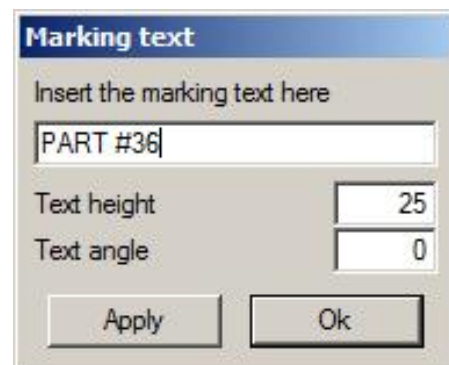 Marking text
Insert the marking text here
PART #36
Text height 25
Text angle 0
Apply Ok